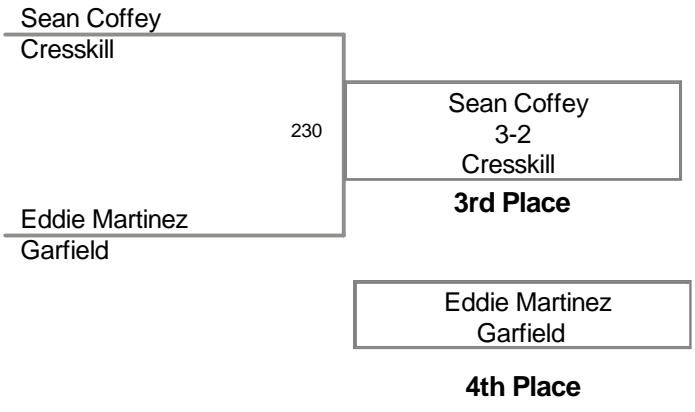 Sean Coffey
Cresskill
230
Sean Coffey
3-2
Cresskill
3rd Place
Eddie Martinez
Garfield
Eddie Martinez
Garfield
4th Place